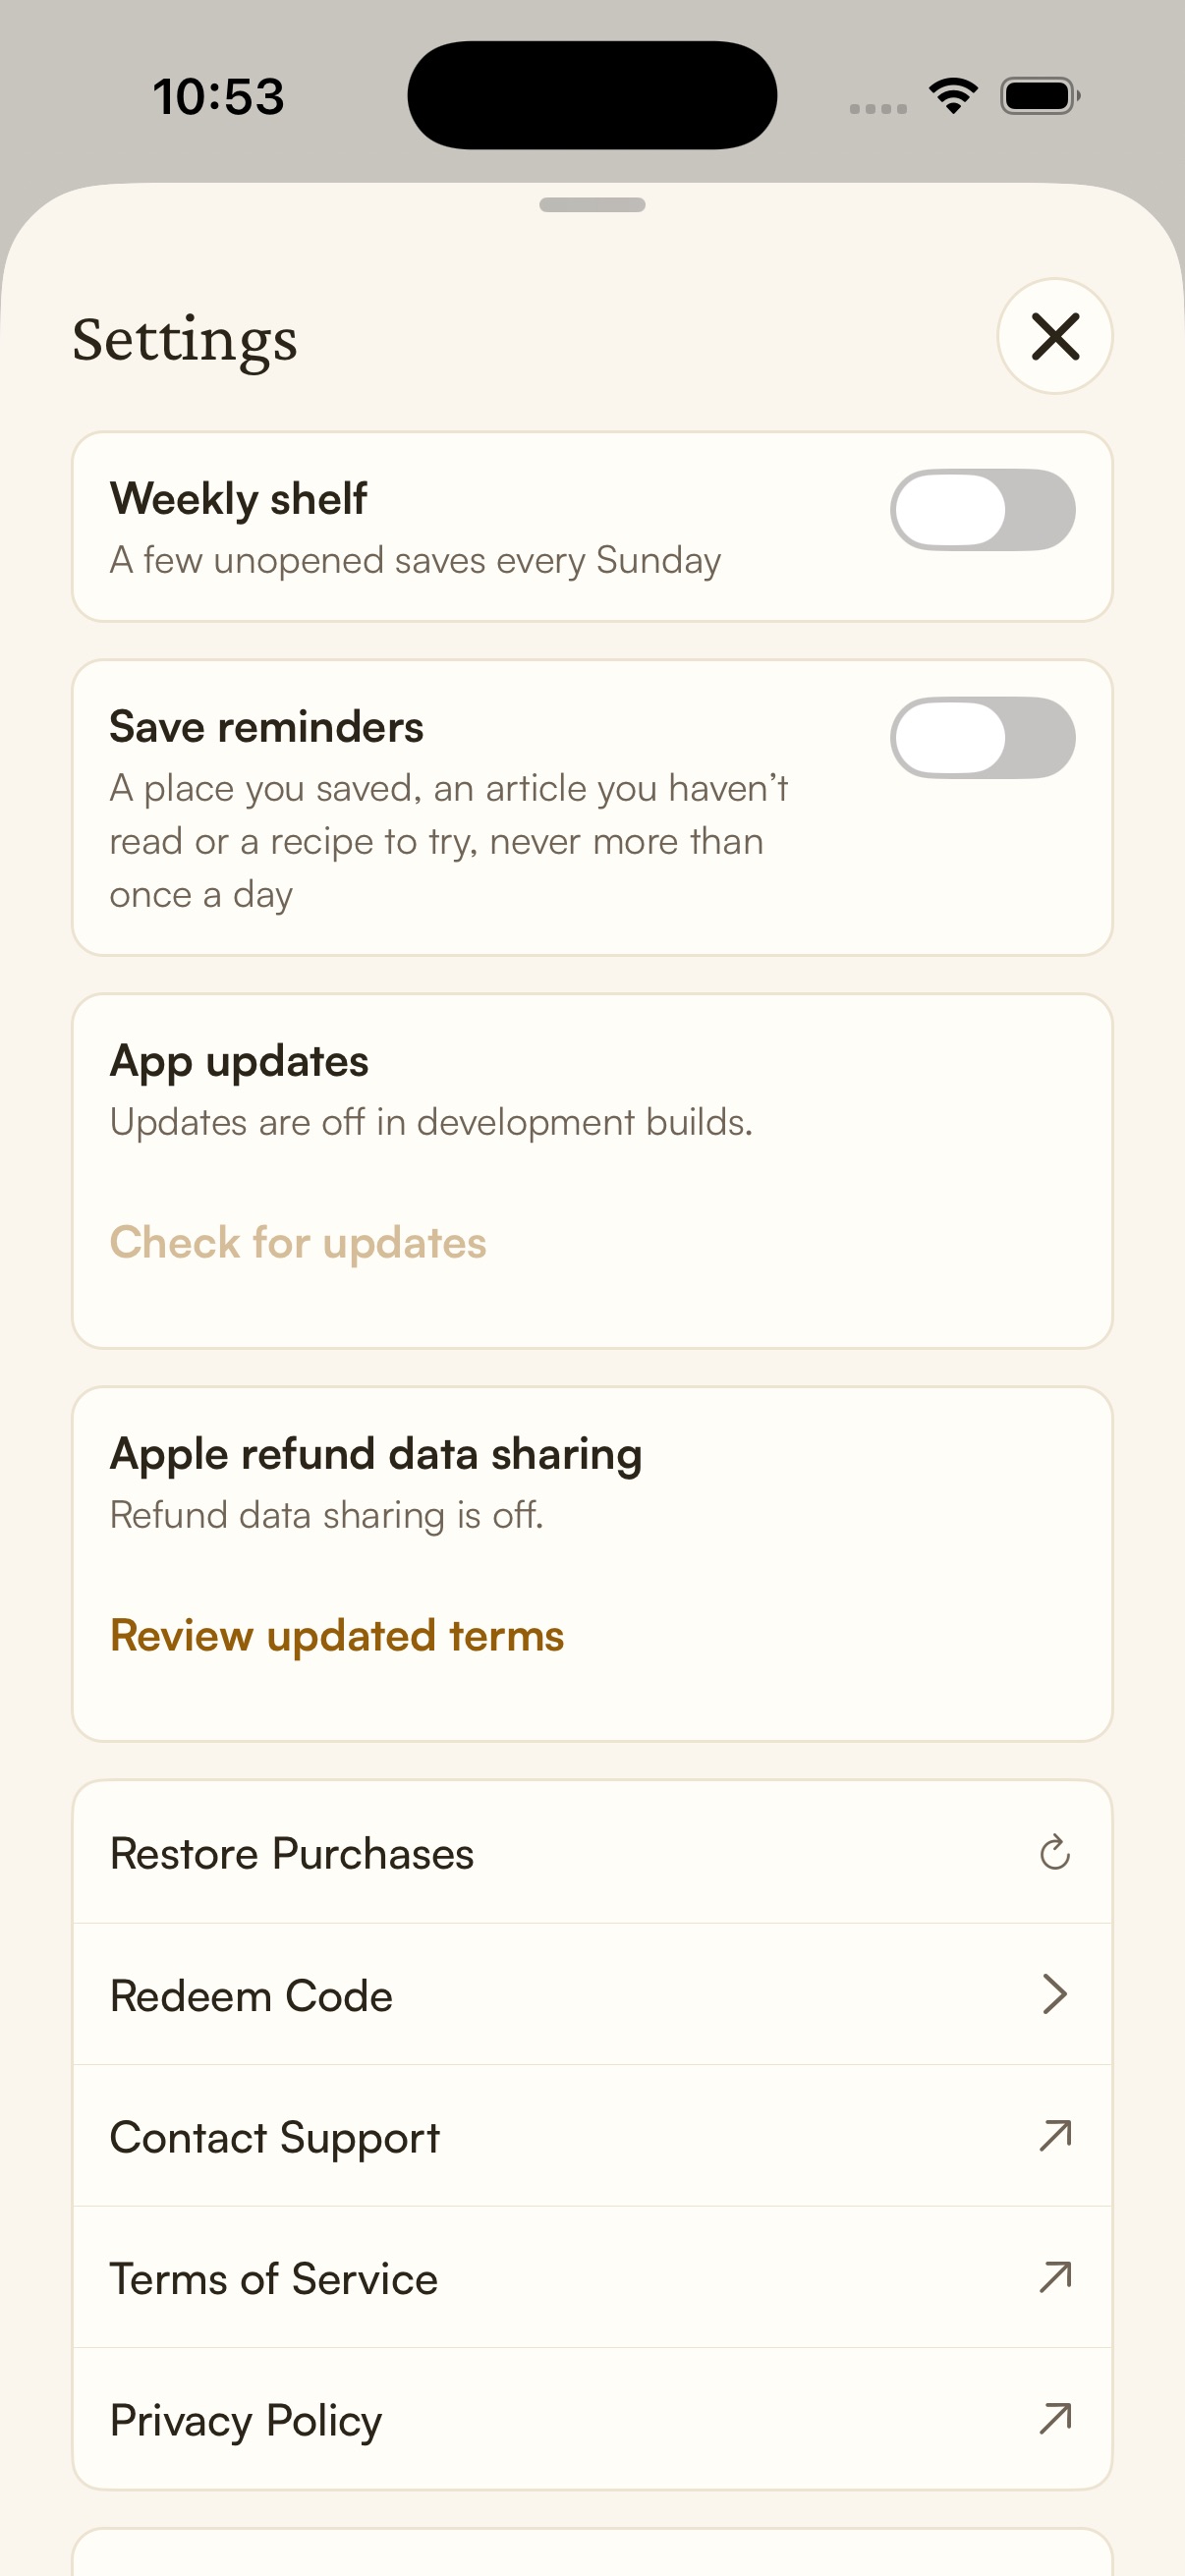 10:53
Settings
Weekly shelf
A few unopened saves every Sunday
Save reminders
A place you saved, an article you haven’t
read or a recipe to try, never more than
once a day
App updates
Updates are off in development builds.
Check for updates
Apple refund data sharing
Refund data sharing is off.
Review updated terms
Restore Purchases
Redeem Code
Contact Support
Terms of Service
Privacy Policy